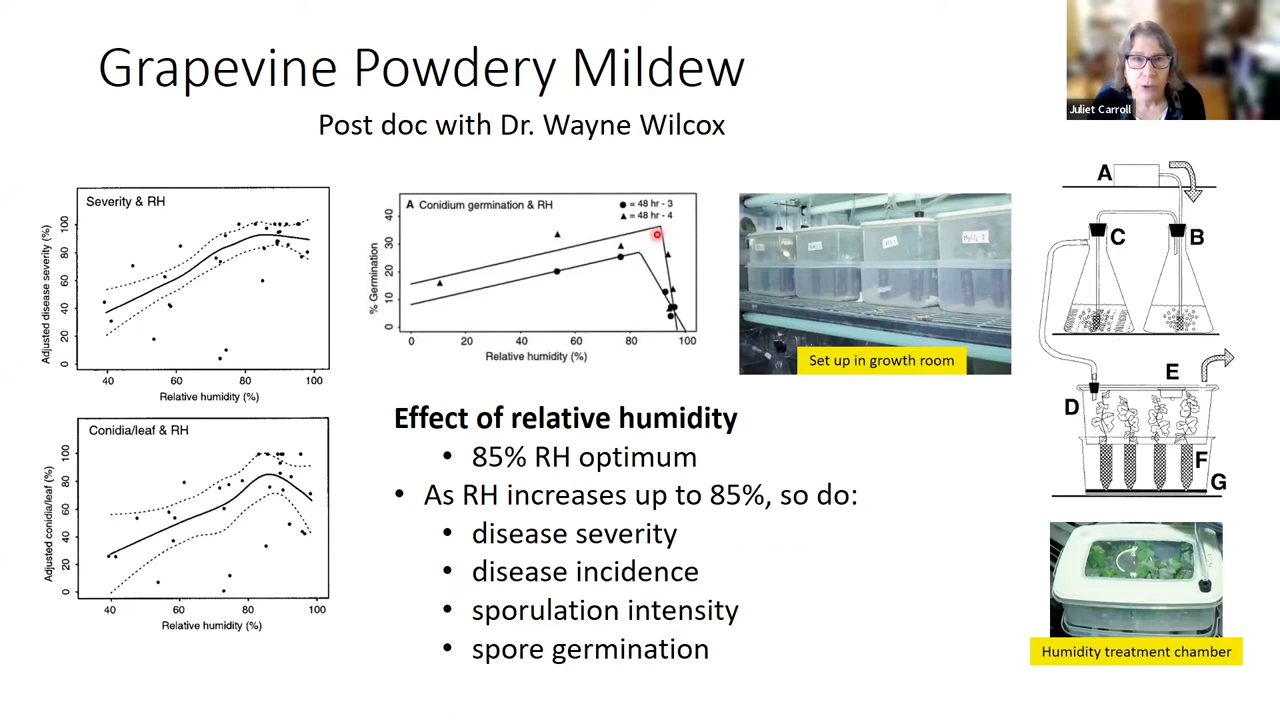 Grapevine Powdery Mildew
Post doc with Dr. Wayne Wilcox
Juliet Carroll
Severity & RH
Adjusted disease severity (%)
100
80
60
40
20
0
40 60 80 100
Relative humidity (%)
A Conidium germination & RH
● = 48 hr - 3
▲ = 48 hr - 4
% Germination
40
30
20
10
0
0 20 40 60 80 100
Relative humidity (%)
Set up in growth room
A
C
B
E
D
F
G
Conidia/leaf & RH
Adjusted conidia/leaf (%)
100
80
60
40
20
0
40 60 80 100
Relative humidity (%)
Effect of relative humidity
• 85% RH optimum
• As RH increases up to 85%, so do:
• disease severity
• disease incidence
• sporulation intensity
• spore germination
Humidity treatment chamber